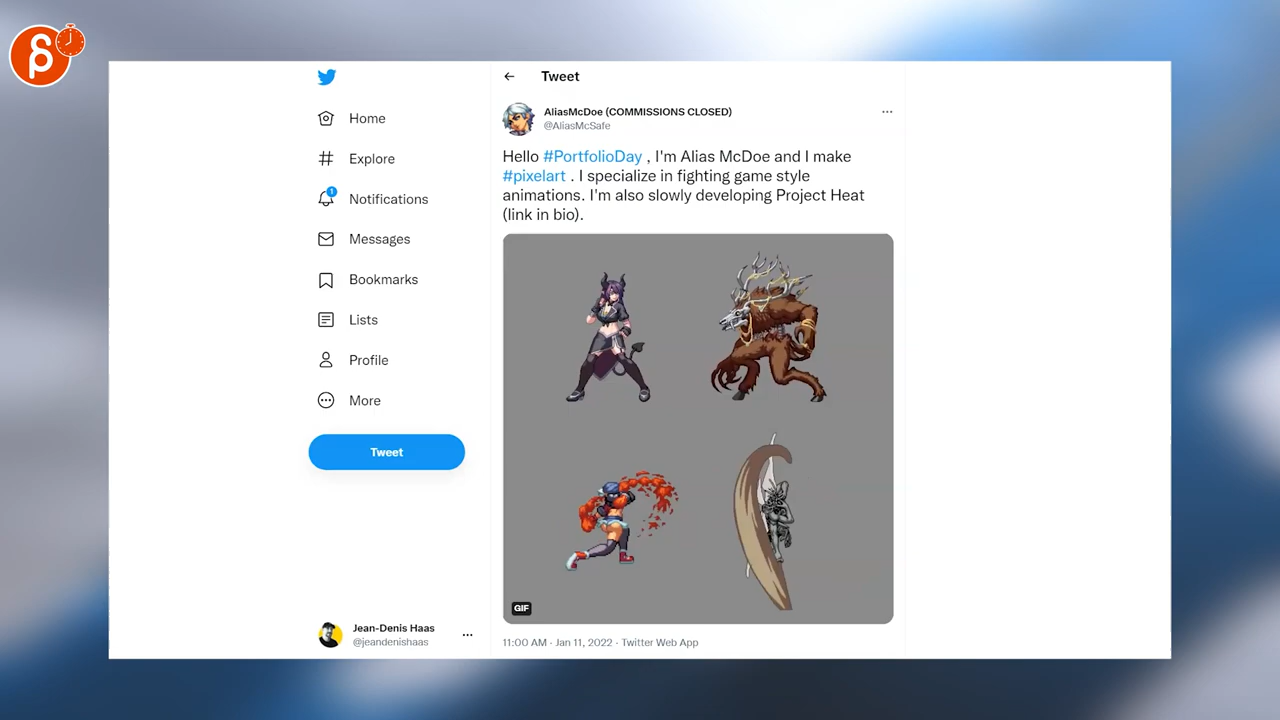 Tweet
AliasMcDoe (COMMISSIONS CLOSED)
@AliasMcSafe
Home
Explore
1
Notifications
Messages
Bookmarks
Lists
Profile
More
Tweet
Hello #PortfolioDay , I'm Alias McDoe and I make
#pixelart . I specialize in fighting game style
animations. I'm also slowly developing Project Heat
(link in bio).
GIF
11:00 AM · Jan 11, 2022 · Twitter Web App
Jean-Denis Haas
@jeandenishaas